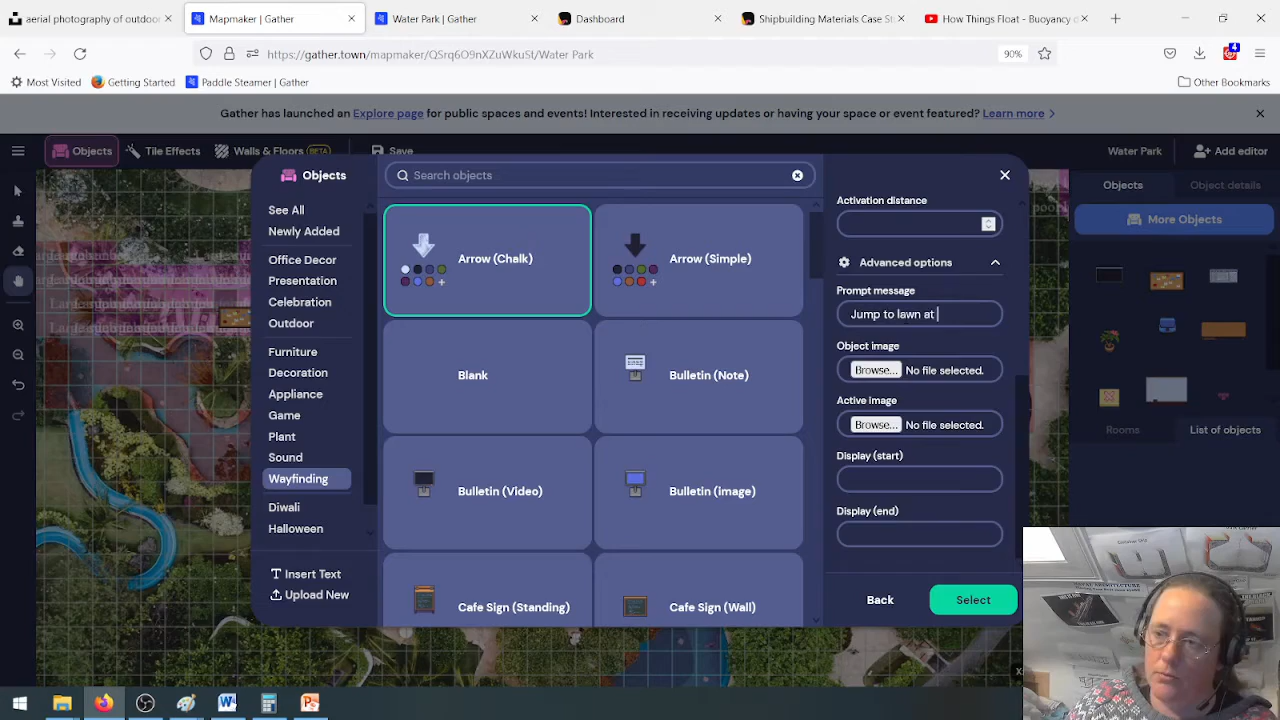 aerial photography of outdoor
Mapmaker | Gather
Water Park | Gather
Dashboard
Shipbuilding Materials Case St
How Things Float - Buoyancy d
https://gather.town/mapmaker/QSrq6O9nXZuWkuSt/Water Park
90%
4
Most Visited
Getting Started
Paddle Steamer | Gather
Other Bookmarks
Gather has launched an Explore page for public spaces and events! Interested in receiving updates or having your space or event featured? Learn more >
Objects
Tile Effects
Walls & Floors BETA
Save
Water Park
Add editor
Objects
Search objects
Objects
Object details
More Objects
See All
Newly Added
Office Decor
Presentation
Celebration
Outdoor
Furniture
Decoration
Appliance
Game
Plant
Sound
Wayfinding
Diwali
Halloween
Insert Text
Upload New
Arrow (Chalk)
Arrow (Simple)
Blank
Bulletin (Note)
Bulletin (Video)
Bulletin (Image)
Cafe Sign (Standing)
Cafe Sign (Wall)
Activation distance
Advanced options
Prompt message
Jump to lawn at
Object image
Browse... No file selected.
Active image
Browse... No file selected.
Display (start)
Display (end)
Back
Select
Rooms
List of objects